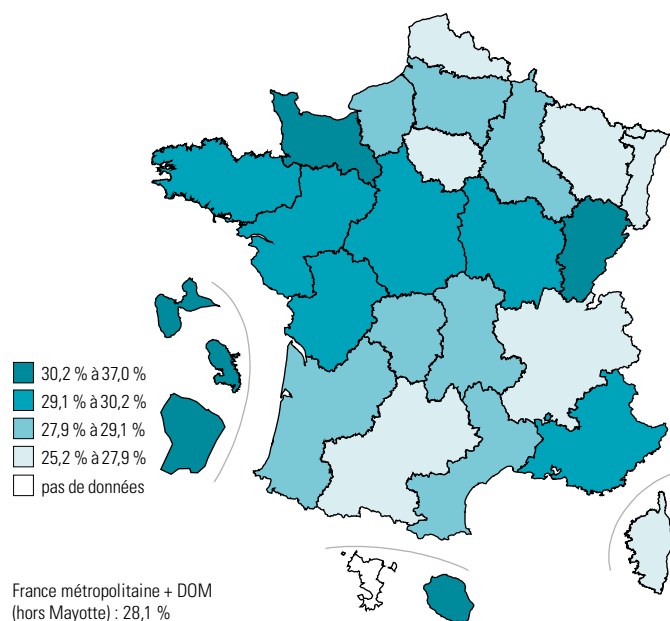 30,2 % à 37,0 %
29,1 % à 30,2 %
27,9 % à 29,1 %
25,2 % à 27,9 %
pas de données
France métropolitaine + DOM
(hors Mayotte) : 28,1 %